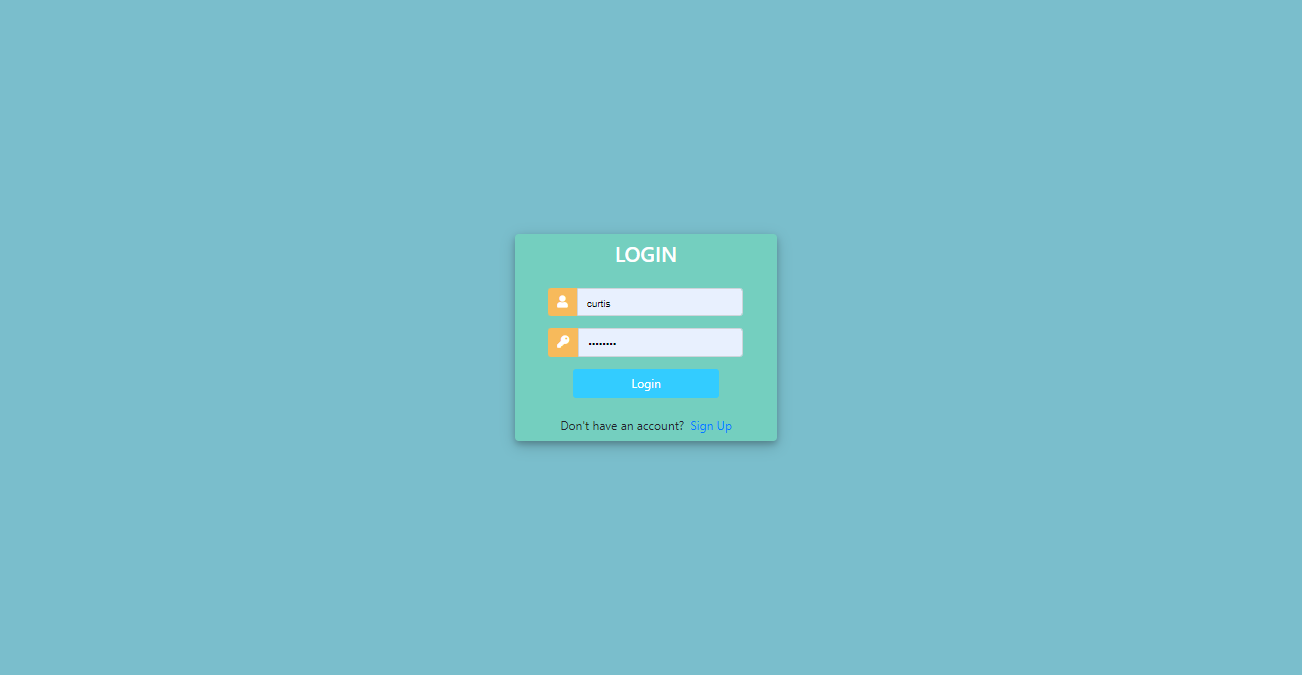 LOGIN
curtis
••••••••
Login
Don't have an account? Sign Up